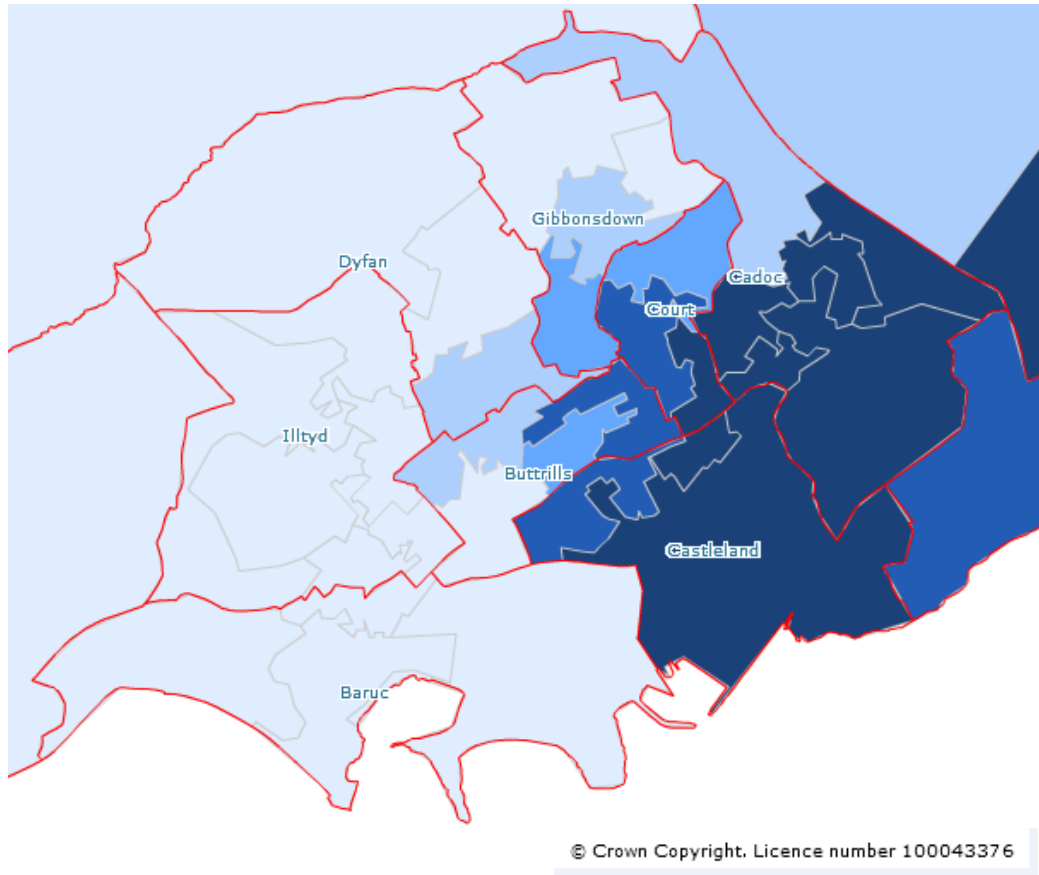 Gibbonsdown
Dyfan
Cadoc
Court
Illtyd
Buttrills
Castleland
Baruc
© Crown Copyright. Licence number 100043376